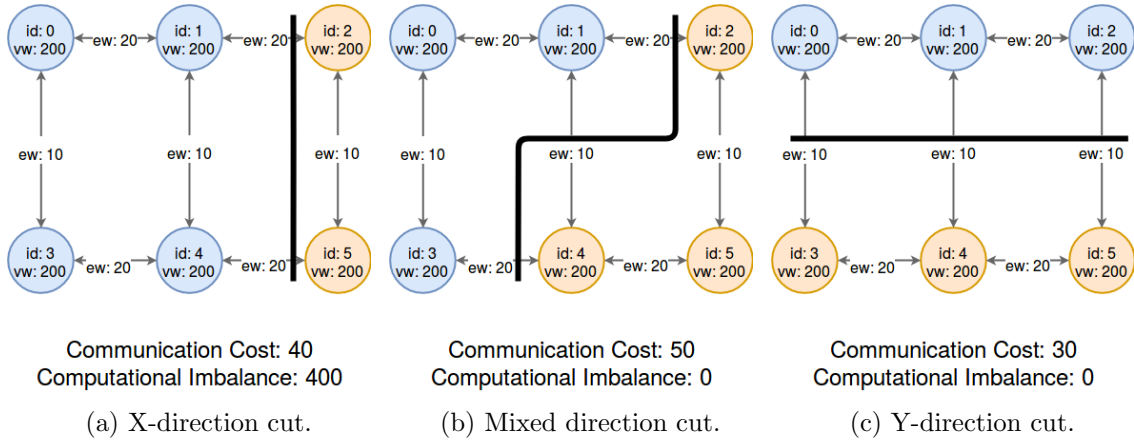 id: 0
vw: 200
ew: 20
id: 1
vw: 200
ew: 20
id: 2
vw: 200
ew: 10
ew: 10
ew: 10
id: 3
vw: 200
ew: 20
id: 4
vw: 200
ew: 20
id: 5
vw: 200
Communication Cost: 40
Computational Imbalance: 400
(a) X-direction cut.
id: 0
vw: 200
ew: 20
id: 1
vw: 200
ew: 20
id: 2
vw: 200
ew: 10
ew: 10
ew: 10
id: 3
vw: 200
ew: 20
id: 4
vw: 200
ew: 20
id: 5
vw: 200
Communication Cost: 50
Computational Imbalance: 0
(b) Mixed direction cut.
id: 0
vw: 200
ew: 20
id: 1
vw: 200
ew: 20
id: 2
vw: 200
ew: 10
ew: 10
ew: 10
id: 3
vw: 200
ew: 20
id: 4
vw: 200
ew: 20
id: 5
vw: 200
Communication Cost: 30
Computational Imbalance: 0
(c) Y-direction cut.